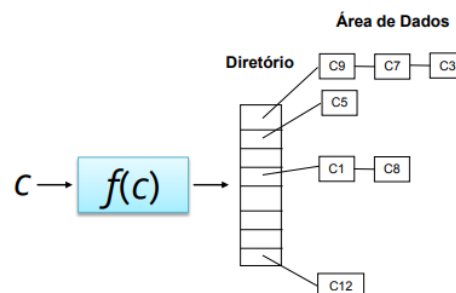 Área de Dados
Diretório
C9 C7 C3
C5
c f(c)
C1 C8
C12